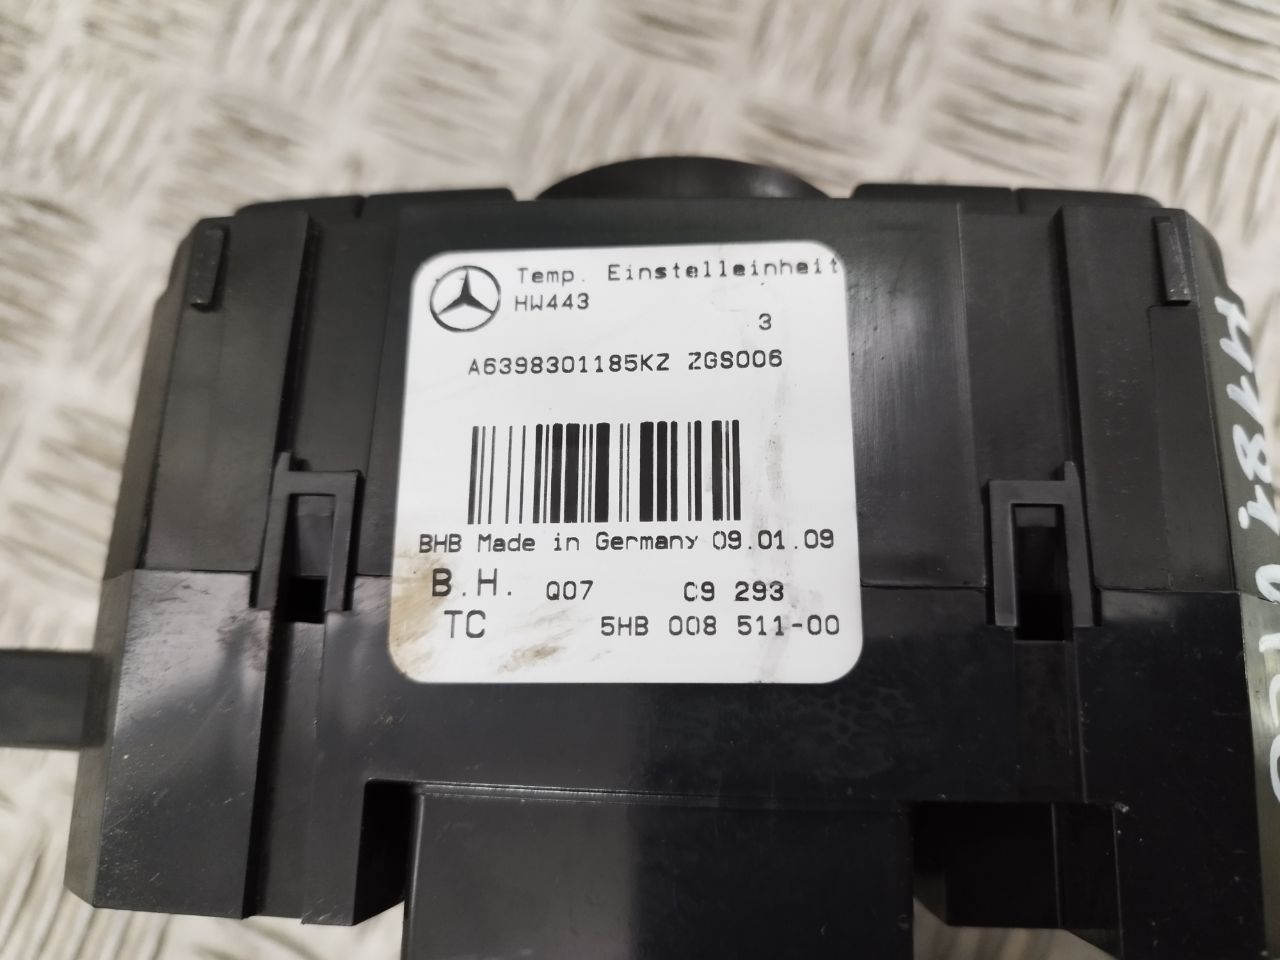 Temp. Einstelleinheit
HW443
3
A6398301185KZ ZGS006
BHB Made in Germany 09.01.09
B.H. Q07 C9 293
TC 5HB 008 511-00